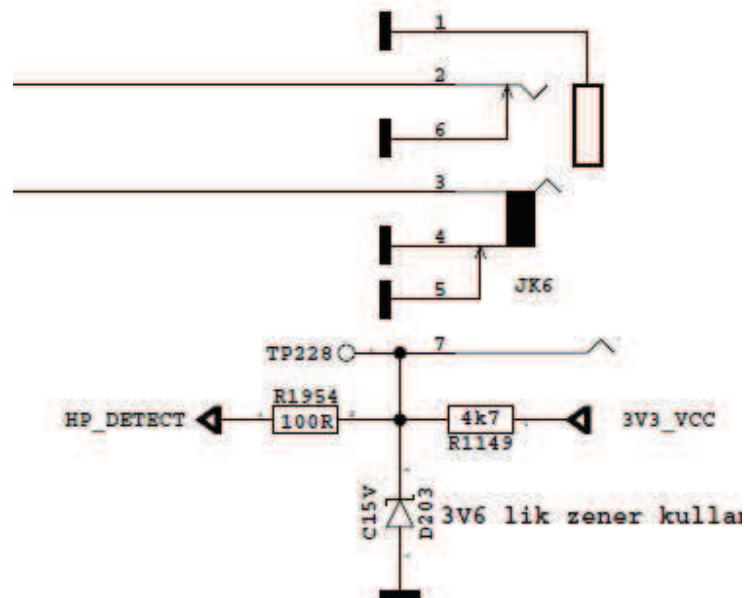 1
2
6
3
4
5
JK6
TP228
7
R1954
HP_DETECT
100R
4k7
3V3_VCC
R1149
C15V
D203
3V6 lik zener kullan